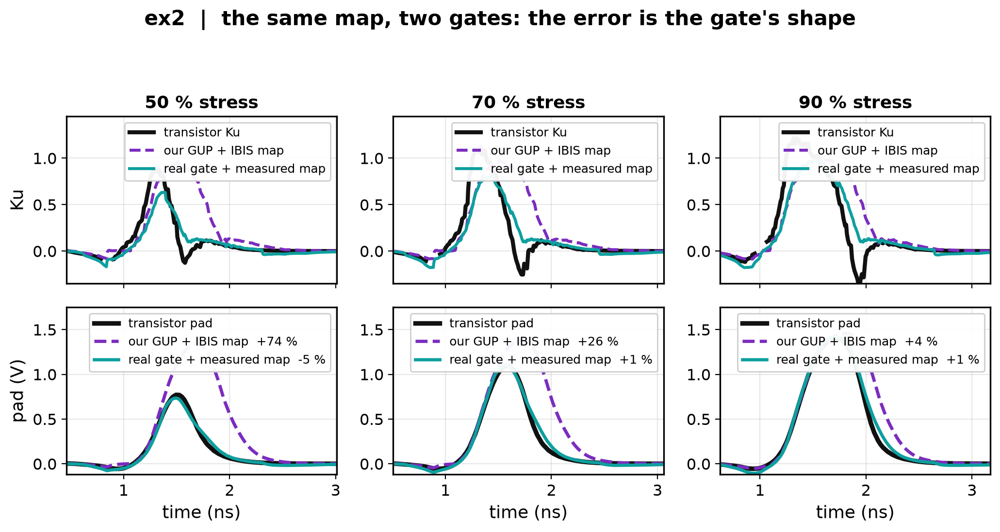 ex2 | the same map, two gates: the error is the gate's shape
50 % stress
70 % stress
90 % stress
Ku
1.0
0.5
0.0
transistor Ku
our GUP + IBIS map
real gate + measured map
1.0
0.5
0.0
transistor Ku
our GUP + IBIS map
real gate + measured map
1.0
0.5
0.0
transistor Ku
our GUP + IBIS map
real gate + measured map
pad (V)
1.5
1.0
0.5
0.0
transistor pad
our GUP + IBIS map +74 %
real gate + measured map -5 %
1
2
3
time (ns)
1.5
1.0
0.5
0.0
transistor pad
our GUP + IBIS map +26 %
real gate + measured map +1 %
1
2
3
time (ns)
1.5
1.0
0.5
0.0
transistor pad
our GUP + IBIS map +4 %
real gate + measured map +1 %
1
2
3
time (ns)